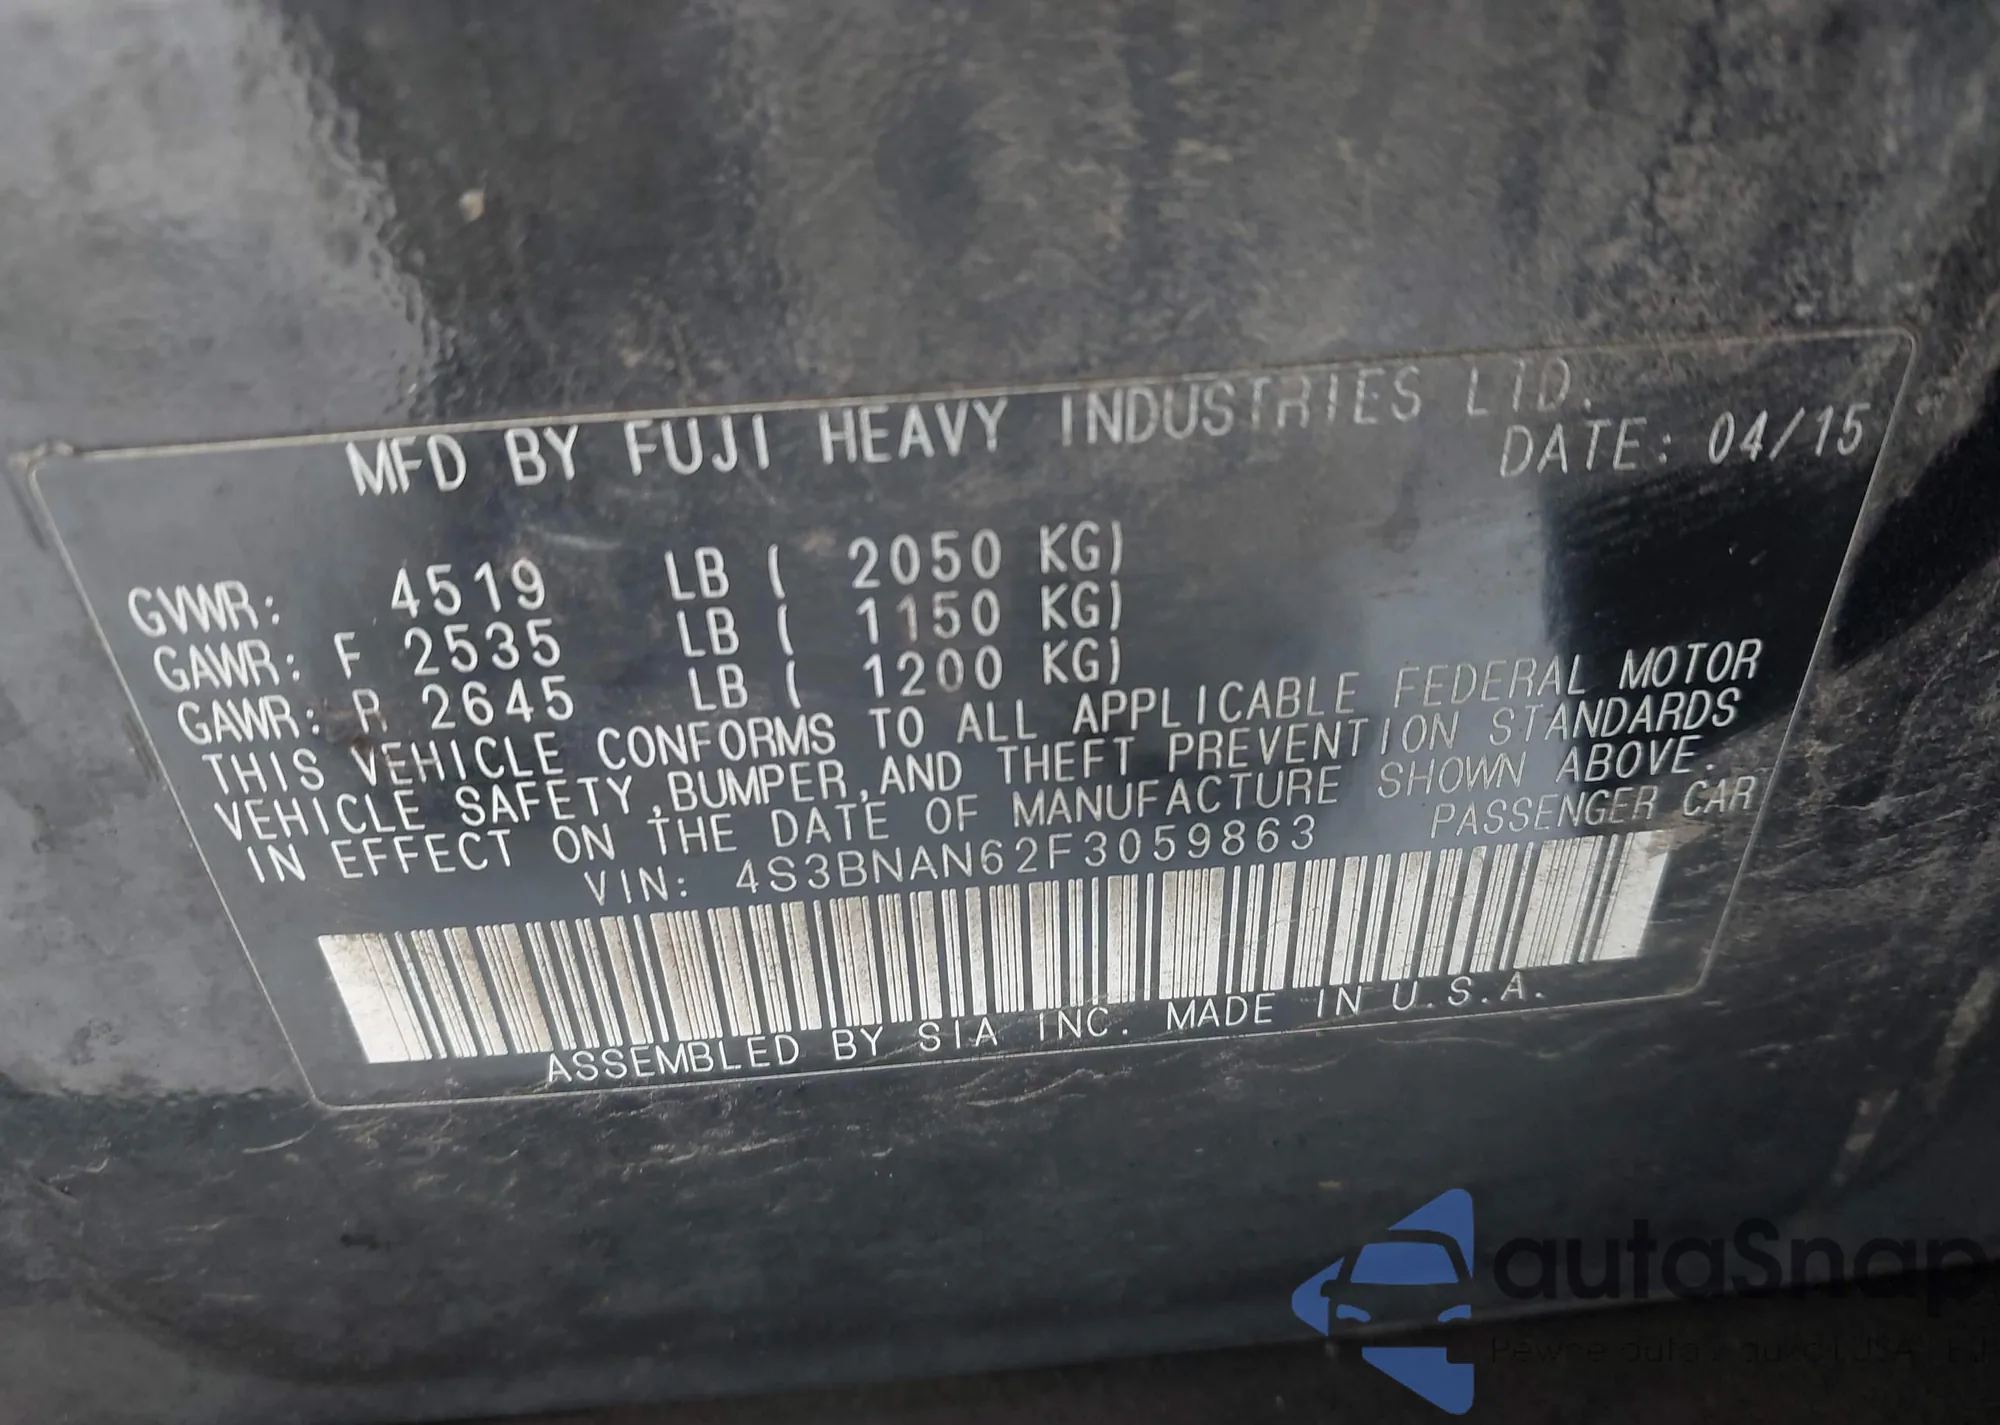 MFD BY FUJI HEAVY INDUSTRIES LTD.
DATE: 04/15
GVWR: 4519 LB ( 2050 KG)
GAWR: F 2535 LB ( 1150 KG)
GAWR: R 2645 LB ( 1200 KG)
THIS VEHICLE CONFORMS TO ALL APPLICABLE FEDERAL MOTOR
VEHICLE SAFETY,BUMPER,AND THEFT PREVENTION STANDARDS
IN EFFECT ON THE DATE OF MANUFACTURE SHOWN ABOVE.
VIN: 4S3BNAN62F3059863 PASSENGER CAR
ASSEMBLED BY SIA INC. MADE IN U.S.A.
autaSnap